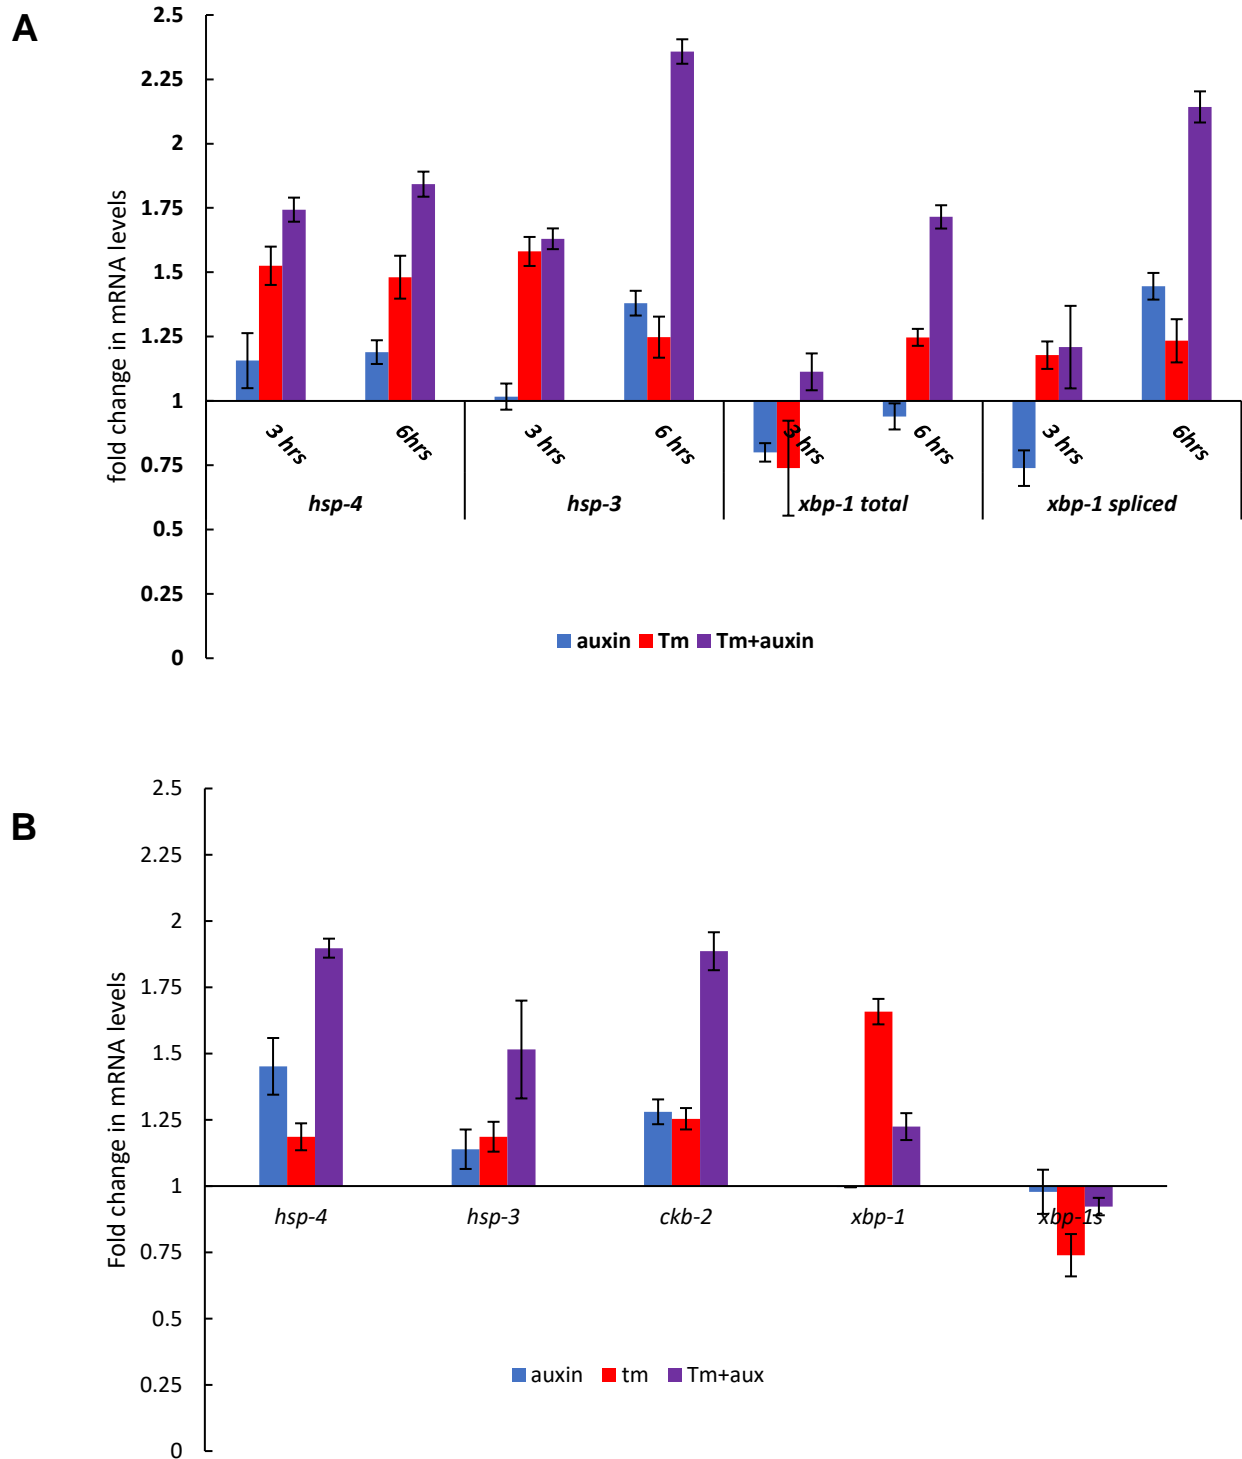 A
2.5
2.25
2
1.75
1.5
1.25
1
0.75
0.5
0.25
0
fold change in mRNA levels
3 hrs 6hrs 3 hrs 6 hrs 3 hrs 6 hrs 3 hrs 6hrs
hsp-4 hsp-3 xbp-1 total xbp-1 spliced
auxin Tm Tm+auxin
B
2.5
2.25
2
1.75
1.5
1.25
1
0.75
0.5
0.25
0
Fold change in mRNA levels
hsp-4 hsp-3 ckb-2 xbp-1 xbp-1s
auxin tm Tm+aux